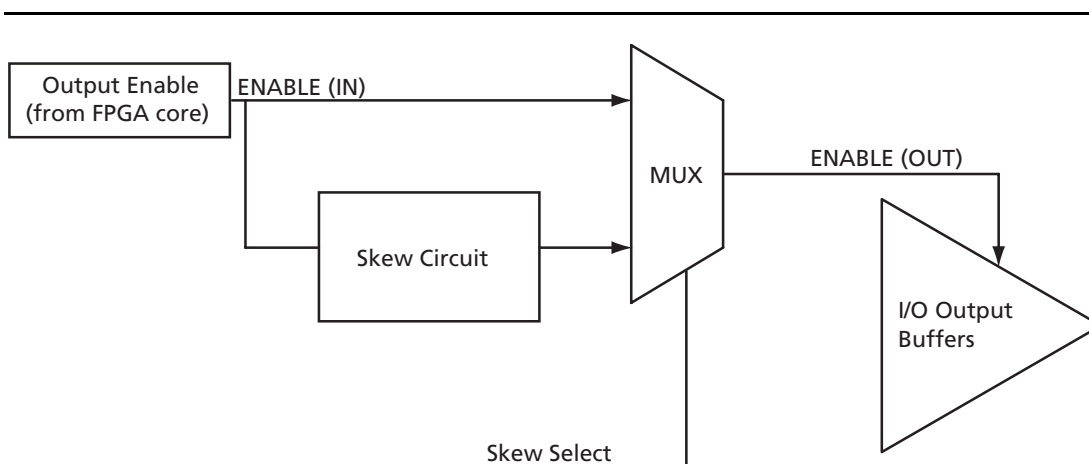 Output Enable
(from FPGA core)
ENABLE (IN)
MUX
ENABLE (OUT)
Skew Circuit
I/O Output
Buffers
Skew Select